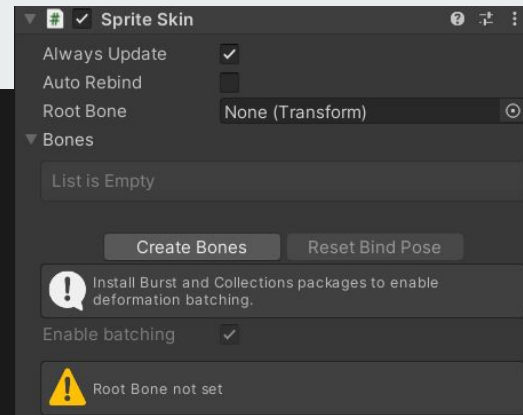 Sprite Skin
Always Update
Auto Rebind
Root Bone None (Transform)
Bones
List is Empty
Create Bones Reset Bind Pose
Install Burst and Collections packages to enable
deformation batching.
Enable batching
Root Bone not set